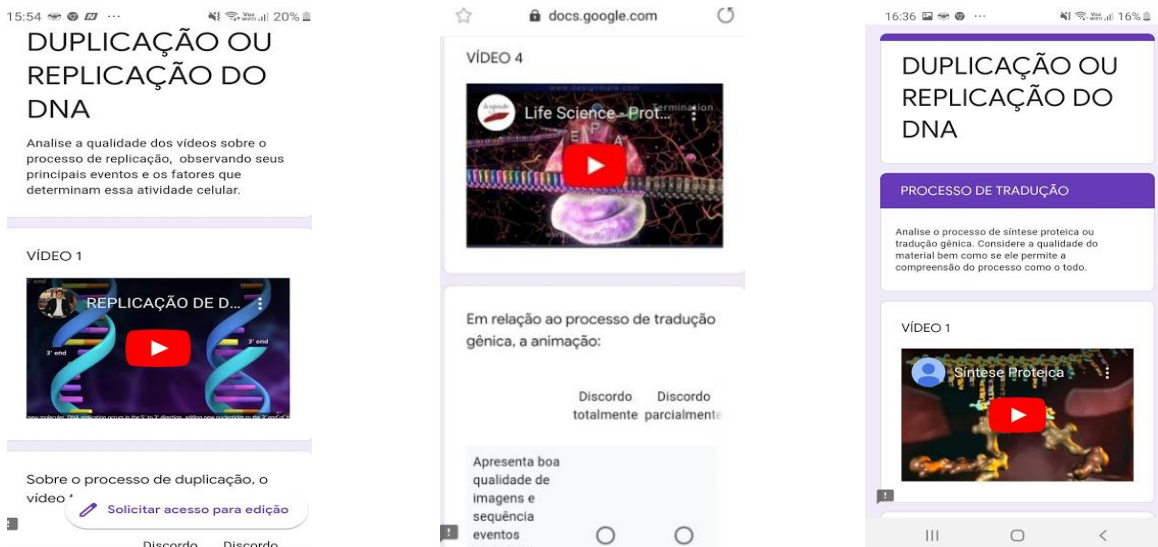 15:54
20%
DUPLICAÇÃO OU
REPLICAÇÃO DO
DNA
Analise a qualidade dos vídeos sobre o
processo de replicação, observando seus
principais eventos e os fatores que
determinam essa atividade celular.
VÍDEO 1
REPLICAÇÃO DE D...
3' end
3' end
Sobre o processo de duplicação, o
vídeo
Solicitar acesso para edição
Discordo Discordo
docs.google.com
VÍDEO 4
www.designmate.com
Termination
Life Science - Prot...
E P A
Em relação ao processo de tradução
gênica, a animação:
Discordo Discordo
totalmente parcialmente
Apresenta boa
qualidade de
imagens e
sequência
eventos
16:36
16%
DUPLICAÇÃO OU
REPLICAÇÃO DO
DNA
PROCESSO DE TRADUÇÃO
Analise o processo de síntese proteica ou
tradução gênica. Considere a qualidade do
material bem como se ele permite a
compreensão do processo como o todo.
VÍDEO 1
Síntese Proteica